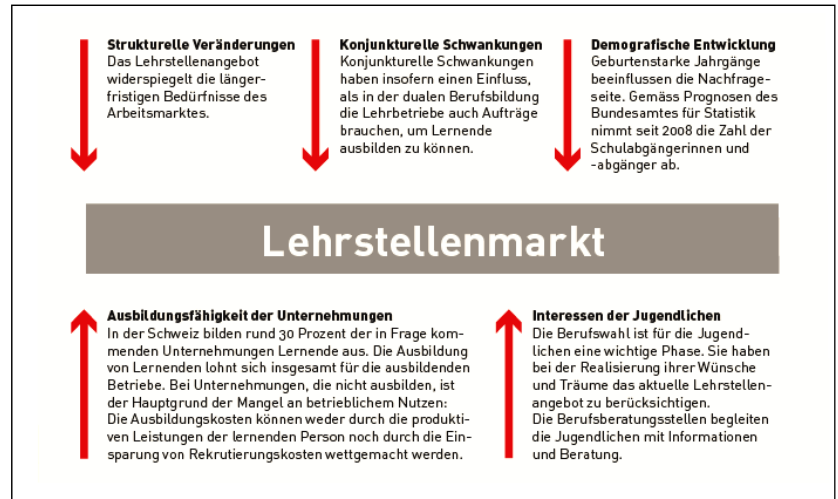 Strukturelle Veränderungen
Das Lehrstellenangebot
widerspiegelt die länger-
fristigen Bedürfnisse des
Arbeitsmarktes.
Konjunkturelle Schwankungen
Konjunkturelle Schwankungen
haben insofern einen Einfluss,
als in der dualen Berufsbildung
die Lehrbetriebe auch Aufträge
brauchen, um Lernende
ausbilden zu können.
Demografische Entwicklung
Geburtenstarke Jahrgänge
beeinflussen die Nachfrage-
seite. Gemäss Prognosen des
Bundesamtes für Statistik
nimmt seit 2008 die Zahl der
Schulabgängerinnen und
-abgänger ab.
Lehrstellenmarkt
Ausbildungsfähigkeit der Unternehmungen
In der Schweiz bilden rund 30 Prozent der in Frage kom-
menden Unternehmungen Lernende aus. Die Ausbildung
von Lernenden lohnt sich insgesamt für die ausbildenden
Betriebe. Bei Unternehmungen, die nicht ausbilden, ist
der Hauptgrund der Mangel an betrieblichem Nutzen:
Die Ausbildungskosten können weder durch die produkti-
ven Leistungen der lernenden Person noch durch die Ein-
sparung von Rekrutierungskosten wettgemacht werden.
Interessen der Jugendlichen
Die Berufswahl ist für die Jugend-
lichen eine wichtige Phase. Sie haben
bei der Realisierung ihrer Wünsche
und Träume das aktuelle Lehrstellen-
angebot zu berücksichtigen.
Die Berufsberatungsstellen begleiten
die Jugendlichen mit Informationen
und Beratung.